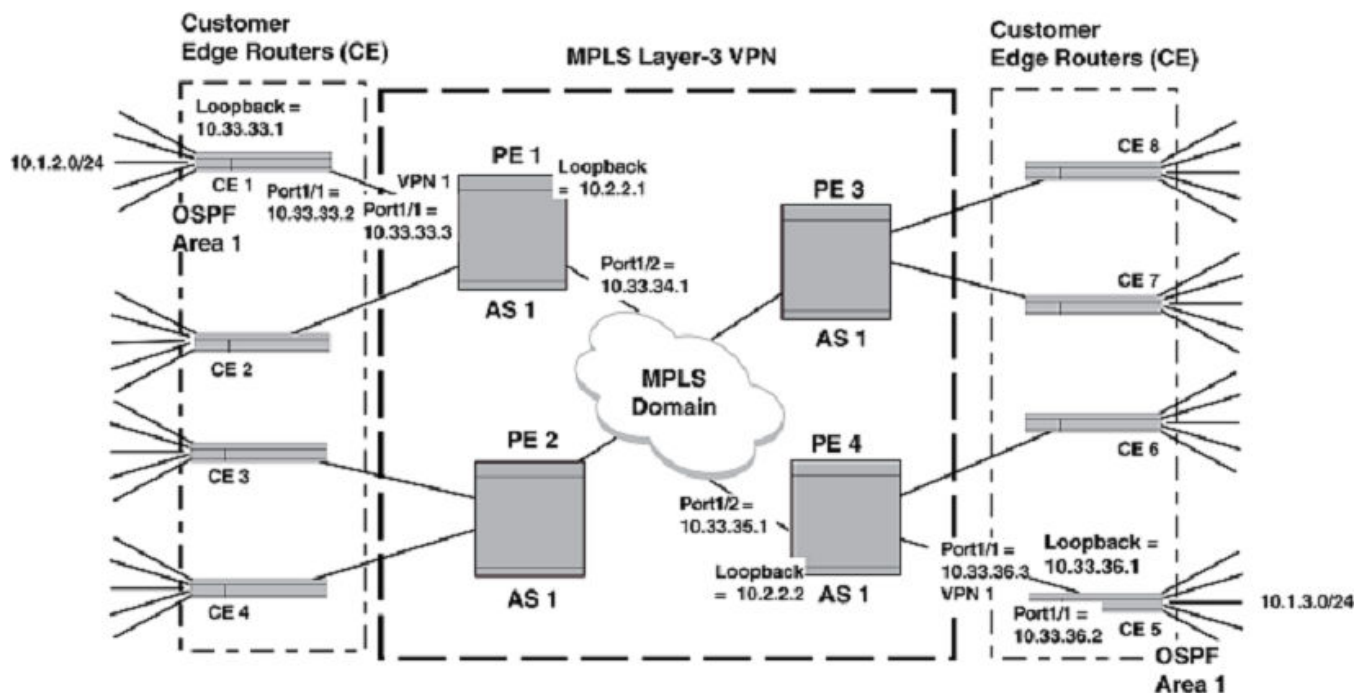 Customer
Edge Routers (CE)
MPLS Layer-3 VPN
Customer
Edge Routers (CE)
Loopback =
10.33.33.1
10.1.2.0/24
CE 1
Port1/1 =
10.33.33.2
OSPF
Area 1
VPN 1
Port1/1 =
10.33.33.3
PE 1
Loopback
= 10.2.2.1
AS 1
Port1/2 =
10.33.34.1
PE 3
AS 1
CE 8
CE 7
CE 2
MPLS
Domain
CE 3
PE 2
AS 1
CE 4
PE 4
Port1/2 =
10.33.35.1
Loopback
= 10.2.2.2
AS 1
CE 6
Port1/1 =
10.33.36.3
VPN 1
Loopback =
10.33.36.1
Port1/1 =
10.33.36.2
CE 5
10.1.3.0/24
OSPF
Area 1